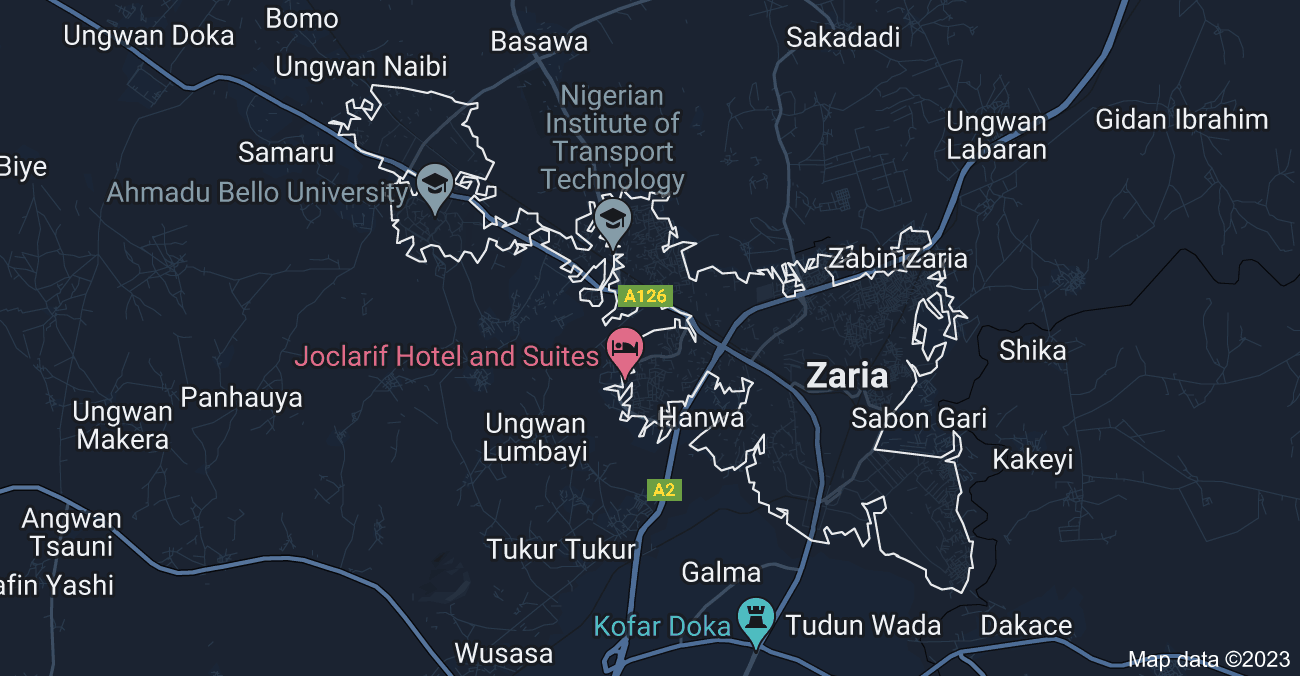 Bomo
Ungwan Doka
Basawa
Sakadadi
Ungwan Naibi
Nigerian
Institute of
Transport
Technology
Ungwan
Labaran
Gidan Ibrahim
Samaru
Biye
Ahmadu Bello University
Zabin Zaria
A126
Joclarif Hotel and Suites
Shika
Zaria
Panhauya
Ungwan
Makera
Ungwan
Lumbayi
Hanwa
Sabon Gari
Kakeyi
A2
Angwan
Tsauni
Tukur Tukur
Galma
afin Yashi
Kofar Doka
Tudun Wada
Dakace
Wusasa
Map data ©2023